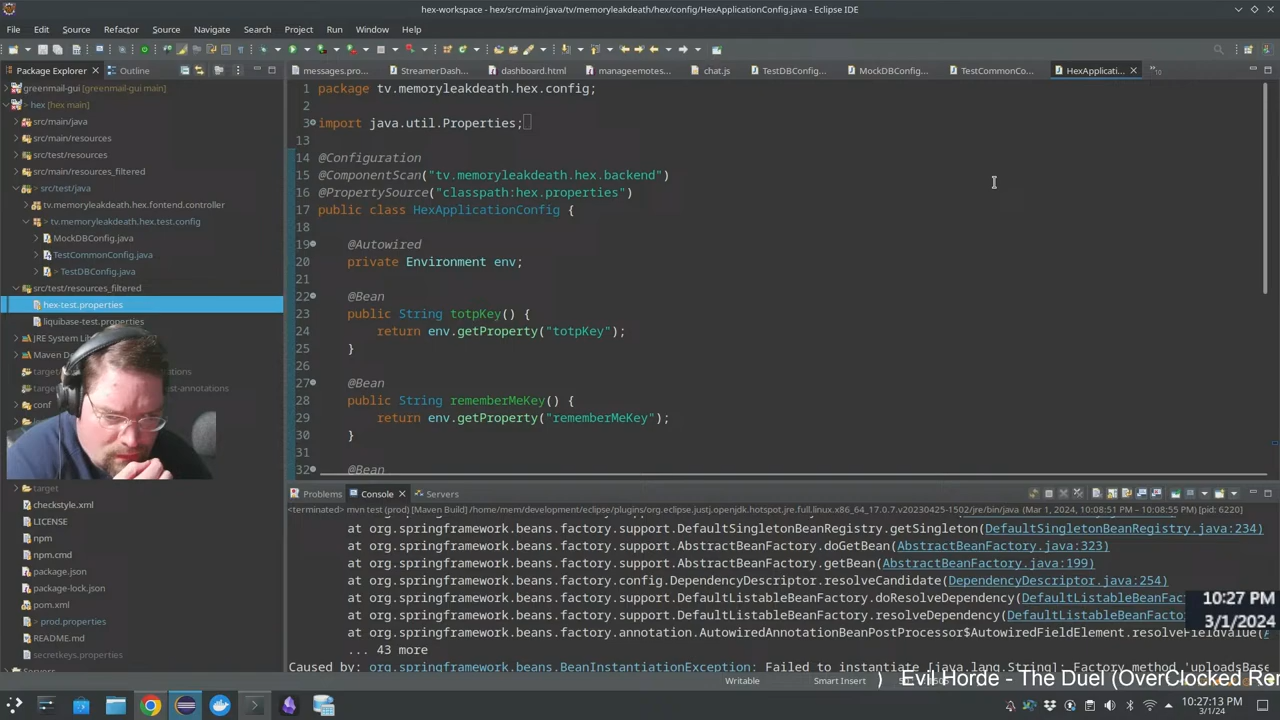 hex-workspace - hex/src/main/java/tv/memoryleakdeath/hex/config/HexApplicationConfig.java - Eclipse IDE
File Edit Source Refactor Source Navigate Search Project Run Window Help
Package Explorer Outline
messages.pro... StreamerDash... dashboard.html manageemotes... chat.js TestDBConfig... MockDBConfig... TestCommonCo... HexApplicati...
greenmail-gui [greenmail-gui main]
> hex [hex main]
src/main/java
src/main/resources
src/test/resources
src/main/resources_filtered
> src/test/java
tv.memoryleakdeath.hex.fontend.controller
> tv.memoryleakdeath.hex.test.config
MockDBConfig.java
TestCommonConfig.java
> TestDBConfig.java
src/test/resources_filtered
hex-test.properties
liquibase-test.properties
JRE System Lib
Maven De
target ations
target st-annotations
conf
target
checkstyle.xml
LICENSE
npm
npm.cmd
package.json
package-lock.json
pom.xml
> prod.properties
README.md
secretkeys.properties
Servers
1 package tv.memoryleakdeath.hex.config;
2
3 import java.util.Properties;
13
14 @Configuration
15 @ComponentScan("tv.memoryleakdeath.hex.backend")
16 @PropertySource("classpath:hex.properties")
17 public class HexApplicationConfig {
18
19 @Autowired
20 private Environment env;
21
22 @Bean
23 public String totpKey() {
24 return env.getProperty("totpKey");
25 }
26
27 @Bean
28 public String rememberMeKey() {
29 return env.getProperty("rememberMeKey");
30 }
31
32 @Bean
Problems Console Servers
<terminated> mvn test (prod) [Maven Build] /home/mem/development/eclipse/plugins/org.eclipse.justj.openjdk.hotspot.jre.full.linux.x86_64_17.0.7.v20230425-1502/jre/bin/java (Mar 1, 2024, 10:08:51 PM – 10:08:55 PM) [pid: 6220]
at org.springframework.beans.factory.support.DefaultSingletonBeanRegistry.getSingleton(DefaultSingletonBeanRegistry.java:234)
at org.springframework.beans.factory.support.AbstractBeanFactory.doGetBean(AbstractBeanFactory.java:323)
at org.springframework.beans.factory.support.AbstractBeanFactory.getBean(AbstractBeanFactory.java:199)
at org.springframework.beans.factory.config.DependencyDescriptor.resolveCandidate(DependencyDescriptor.java:254)
at org.springframework.beans.factory.support.DefaultListableBeanFactory.doResolveDependency(DefaultListableBeanFac
at org.springframework.beans.factory.support.DefaultListableBeanFactory.resolveDependency(DefaultListableBeanFacto
at org.springframework.beans.factory.annotation.AutowiredAnnotationBeanPostProcessor$AutowiredFieldElement.resolveFieldValue(A
... 43 more
Caused by: org.springframework.beans.BeanInstantiationException: Failed to instantiate [java.lang.String]: Factory method 'uploadsBase
10:27 PM
3/1/2024
Writable Smart Insert
) Evil Horde - The Duel (OverClocked Rem
10:27:13 PM
3/1/24